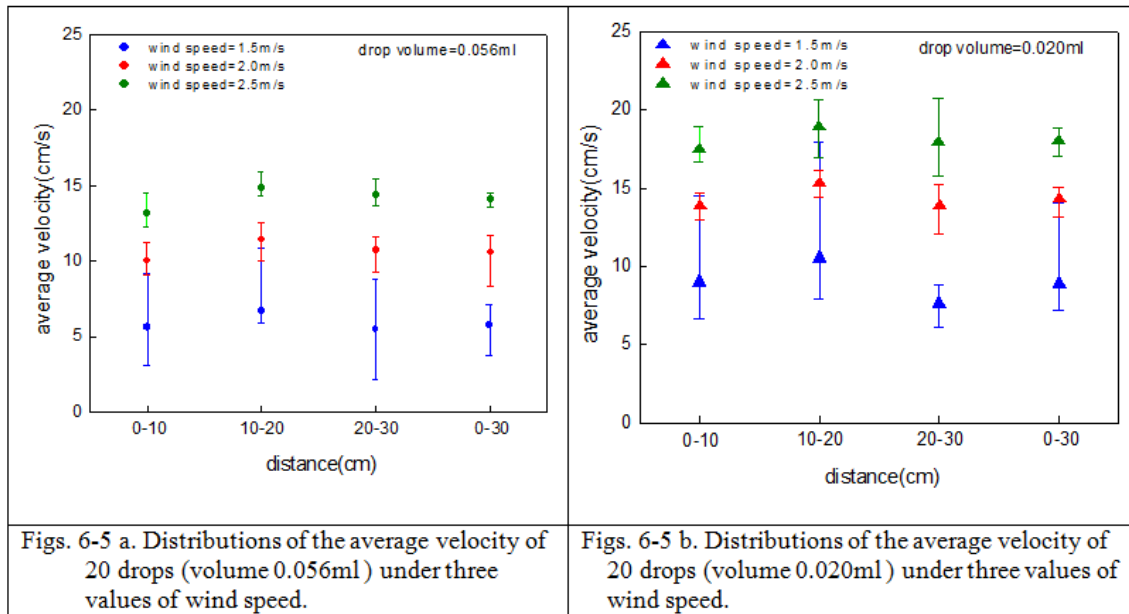 25
20
15
10
5
0
average velocity(cm/s)
wind speed=1.5m/s
wind speed=2.0m/s
wind speed=2.5m/s
drop volume=0.056ml
0-10 10-20 20-30 0-30
distance(cm)
25
20
15
10
5
0
average velocity(cm/s)
wind speed=1.5m/s
wind speed=2.0m/s
wind speed=2.5m/s
drop volume=0.020ml
0-10 10-20 20-30 0-30
distance(cm)
Figs. 6-5 a. Distributions of the average velocity of
20 drops (volume 0.056ml ) under three
values of wind speed.
Figs. 6-5 b. Distributions of the average velocity of
20 drops (volume 0.020ml ) under three values of
wind speed.